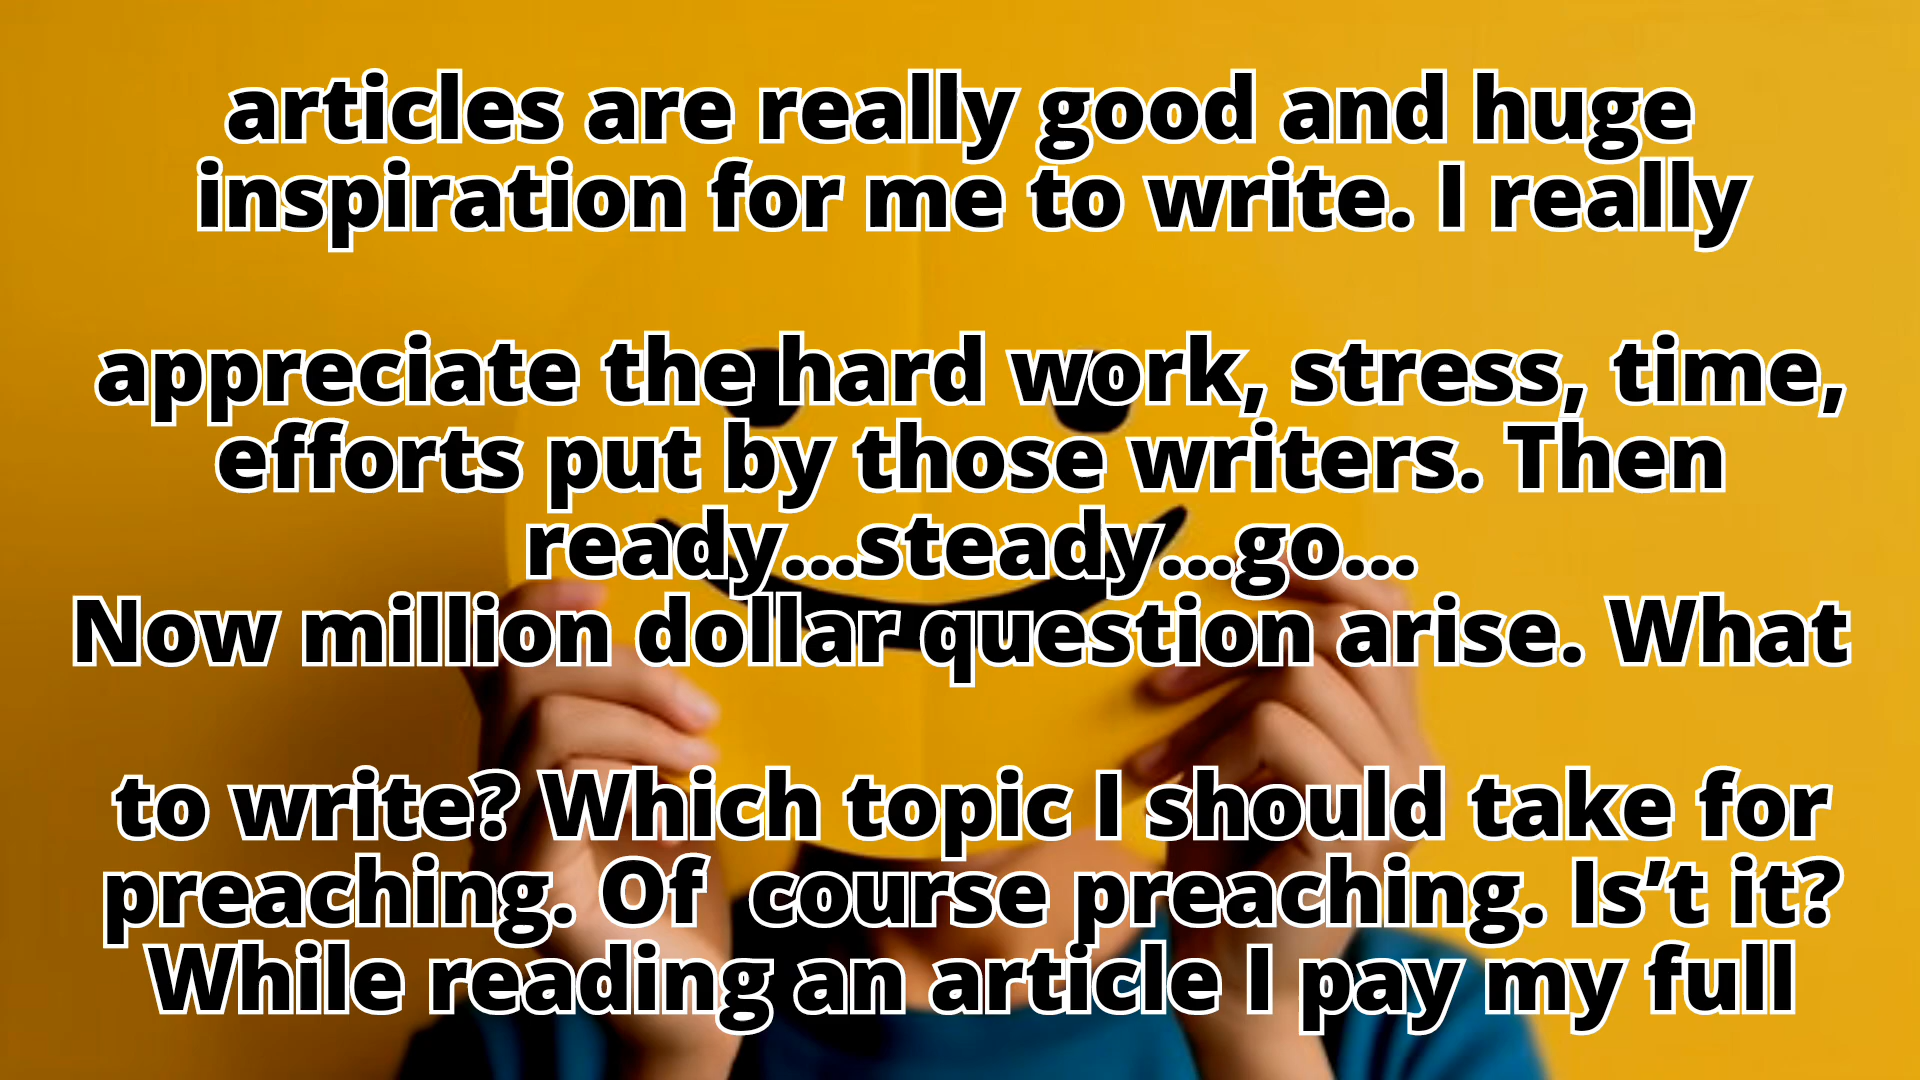 articles are really good and huge
inspiration for me to write. I really
appreciate the hard work, stress, time,
efforts put by those writers. Then
ready...steady...go...
Now million dollar question arise. What
to write? Which topic I should take for
preaching. Of  course preaching. Is’t it?
While reading an article I pay my full